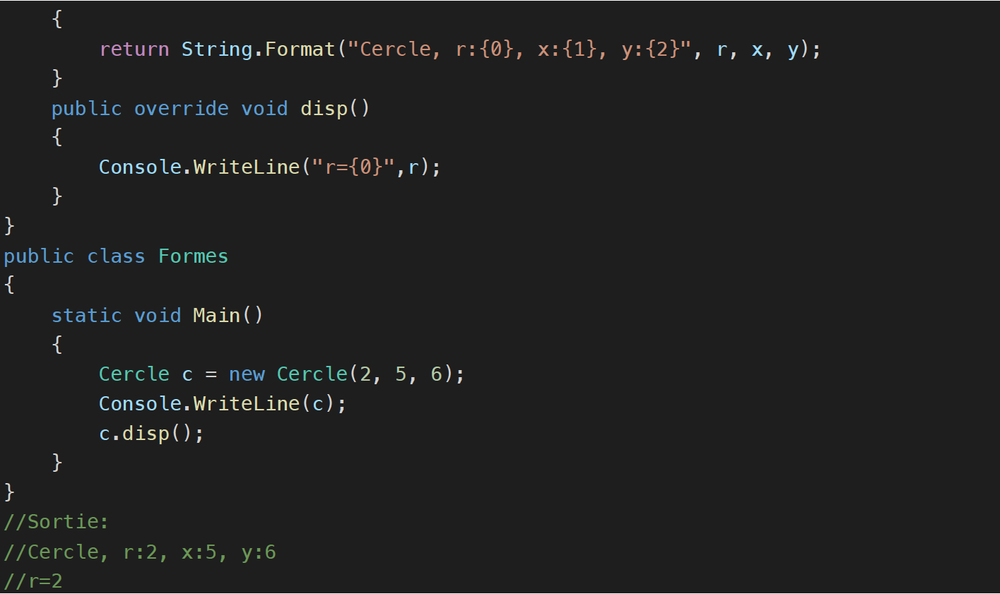 {
return String.Format("Cercle, r:{0}, x:{1}, y:{2}", r, x, y);
}
public override void disp()
{
Console.WriteLine("r={0}",r);
}
}
public class Formes
{
static void Main()
{
Cercle c = new Cercle(2, 5, 6);
Console.WriteLine(c);
c.disp();
}
}
//Sortie:
//Cercle, r:2, x:5, y:6
//r=2